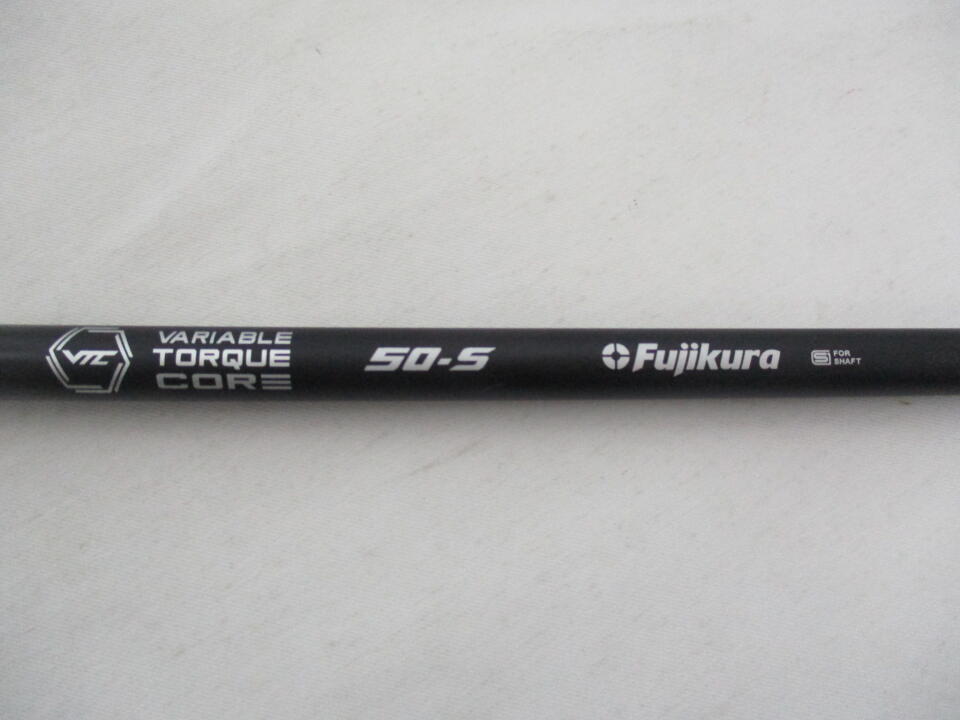 VTC
VARIABLE
TORQUE
CORE
50-S
Fujikura
S FOR
SHAFT